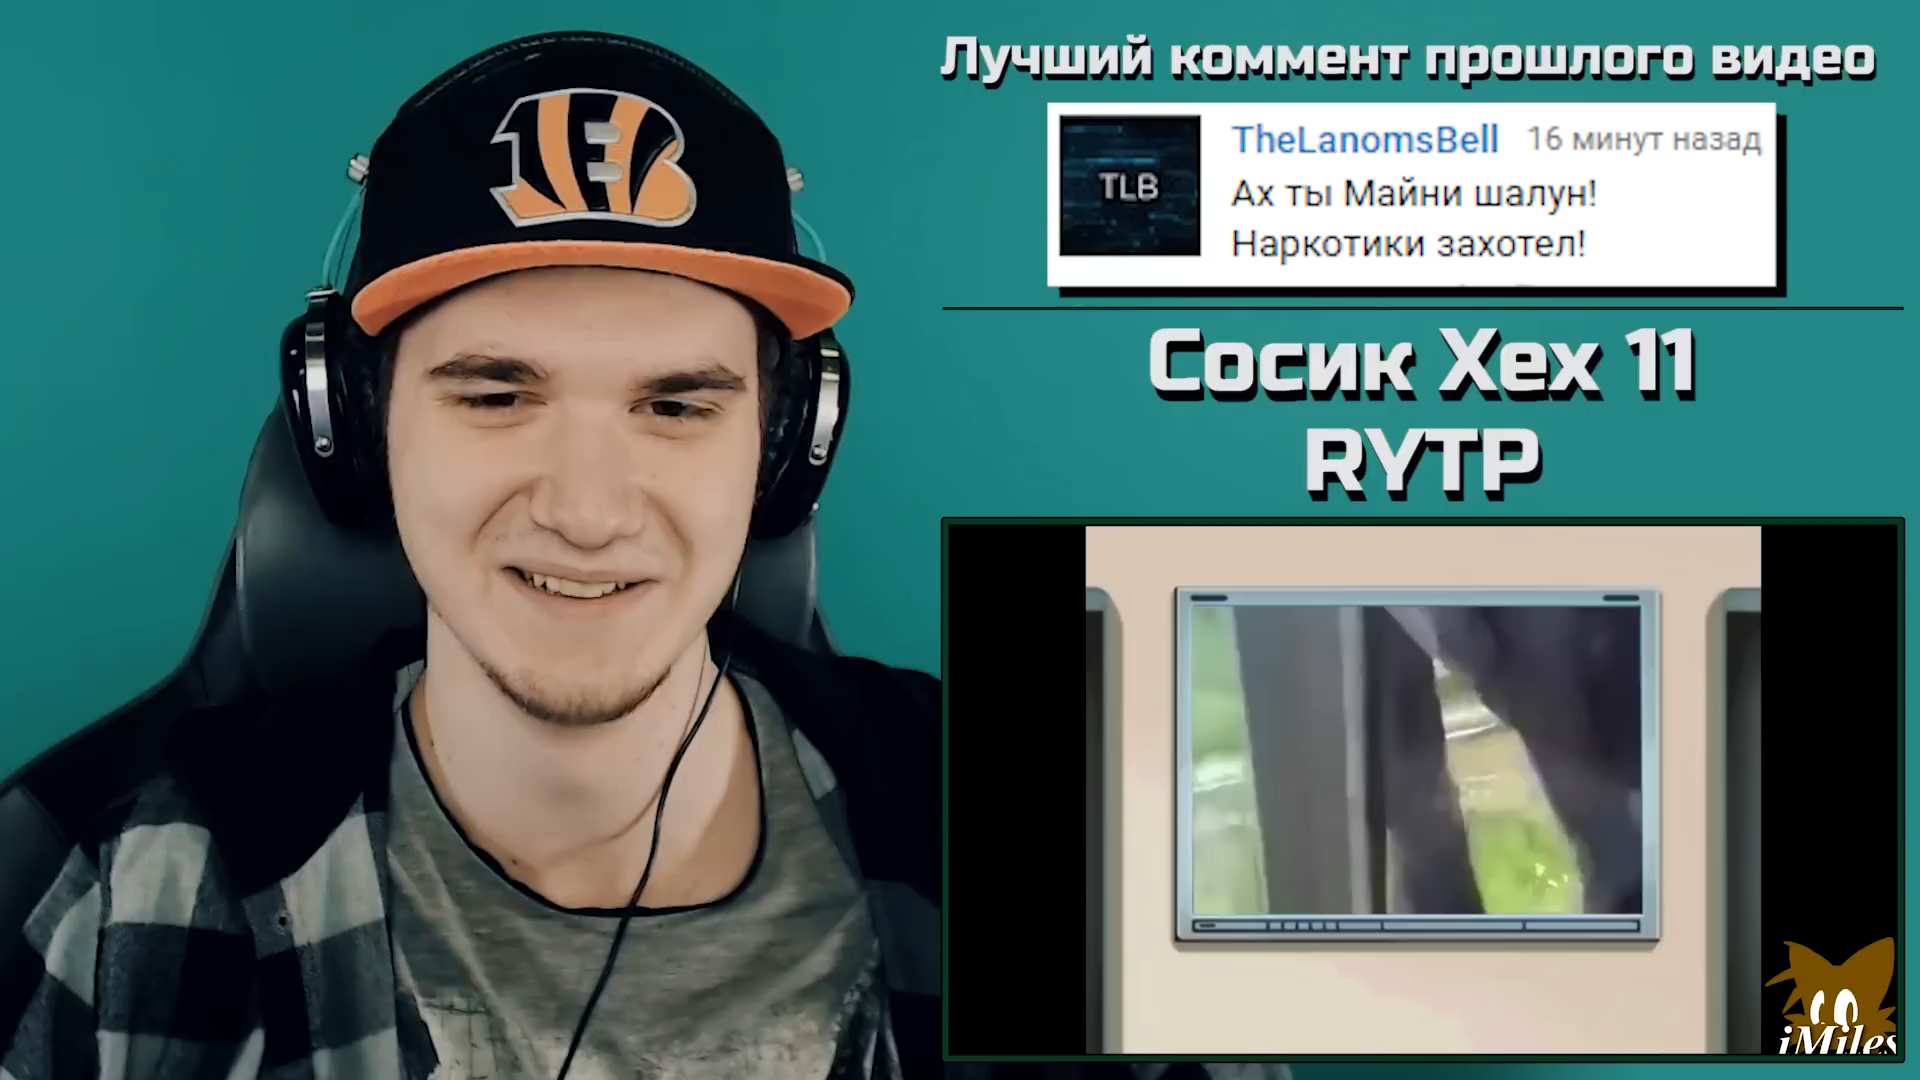 Лучший коммент прошлого видео
TheLanomsBell 16 минут назад
TLB
Ах ты Майни шалун!
Наркотики захотел!
Сосик Хех 11
RYTP
iMiles